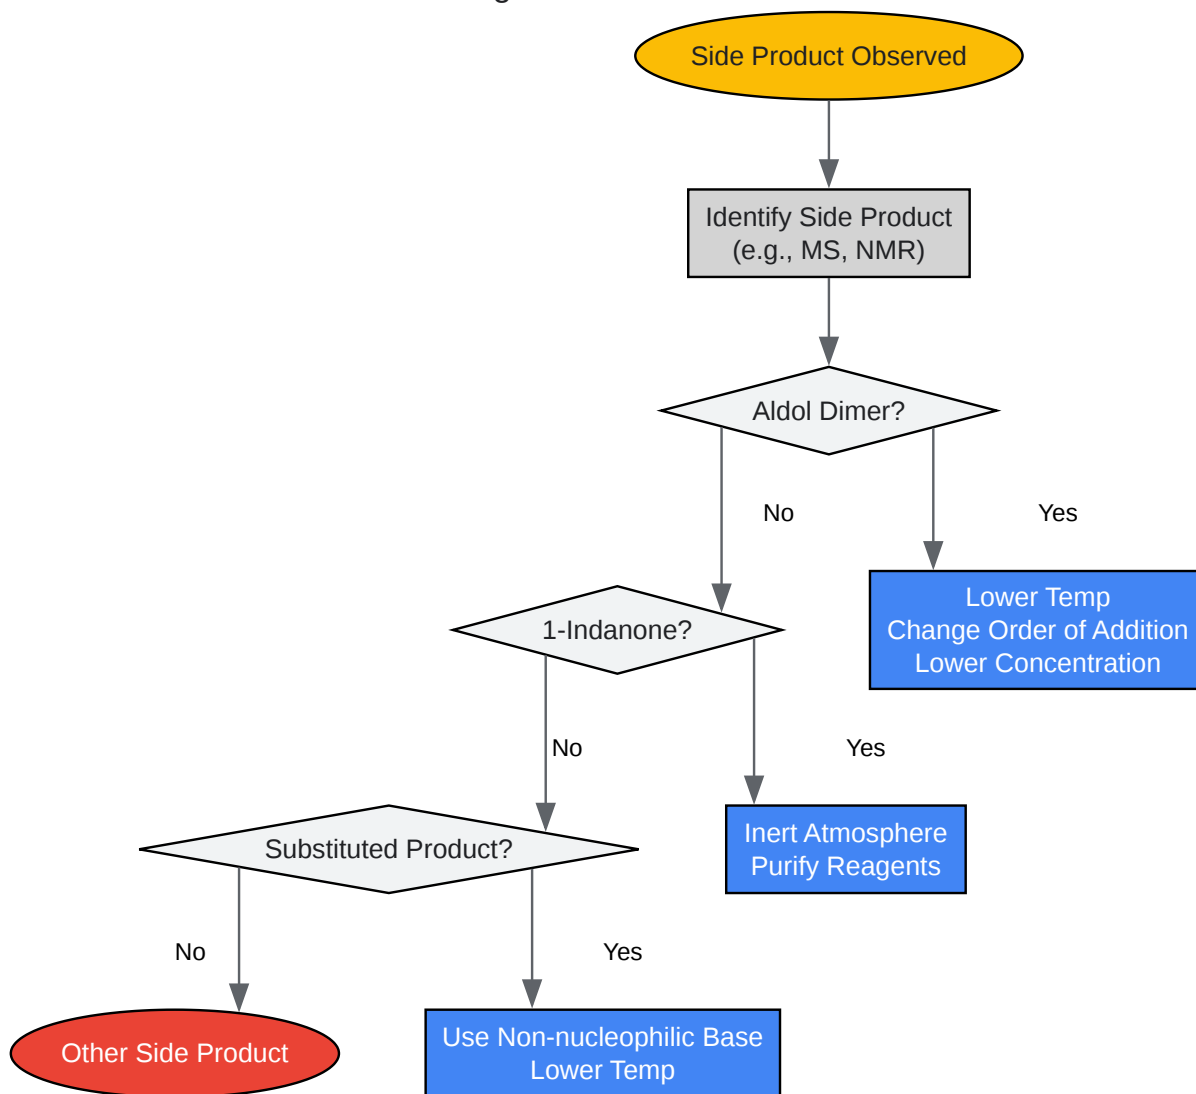 Side Product Observed
Identify Side Product
(e.g., MS, NMR)
Aldol Dimer?
No
Yes
Lower Temp
Change Order of Addition
Lower Concentration
1-Indanone?
No
Yes
Inert Atmosphere
Purify Reagents
Substituted Product?
No
Yes
Other Side Product
Use Non-nucleophilic Base
Lower Temp